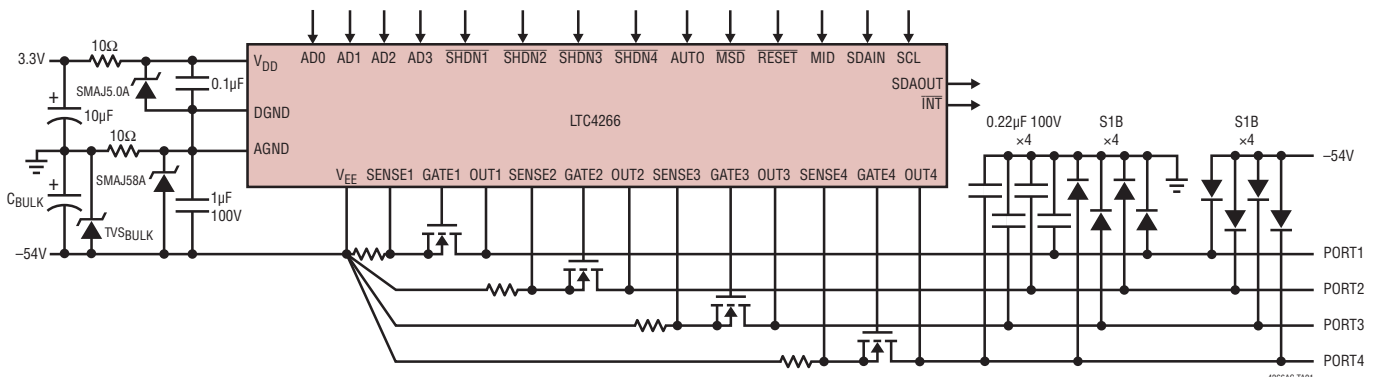 AD0 AD1 AD2 AD3 SHDN1 SHDN2 SHDN3 SHDN4 AUTO MSD RESET MID SDAIN SCL
3.3V
10Ω
VDD
SMAJ5.0A
0.1µF
+
10µF
DGND
LTC4266
SDAOUT
INT
10Ω
AGND
SMAJ58A
+
CBULK
TVSBULK
1µF
100V
–54V
VEE SENSE1 GATE1 OUT1 SENSE2 GATE2 OUT2 SENSE3 GATE3 OUT3 SENSE4 GATE4 OUT4
0.22µF 100V
×4
S1B
×4
S1B
×4
–54V
PORT1
PORT2
PORT3
PORT4